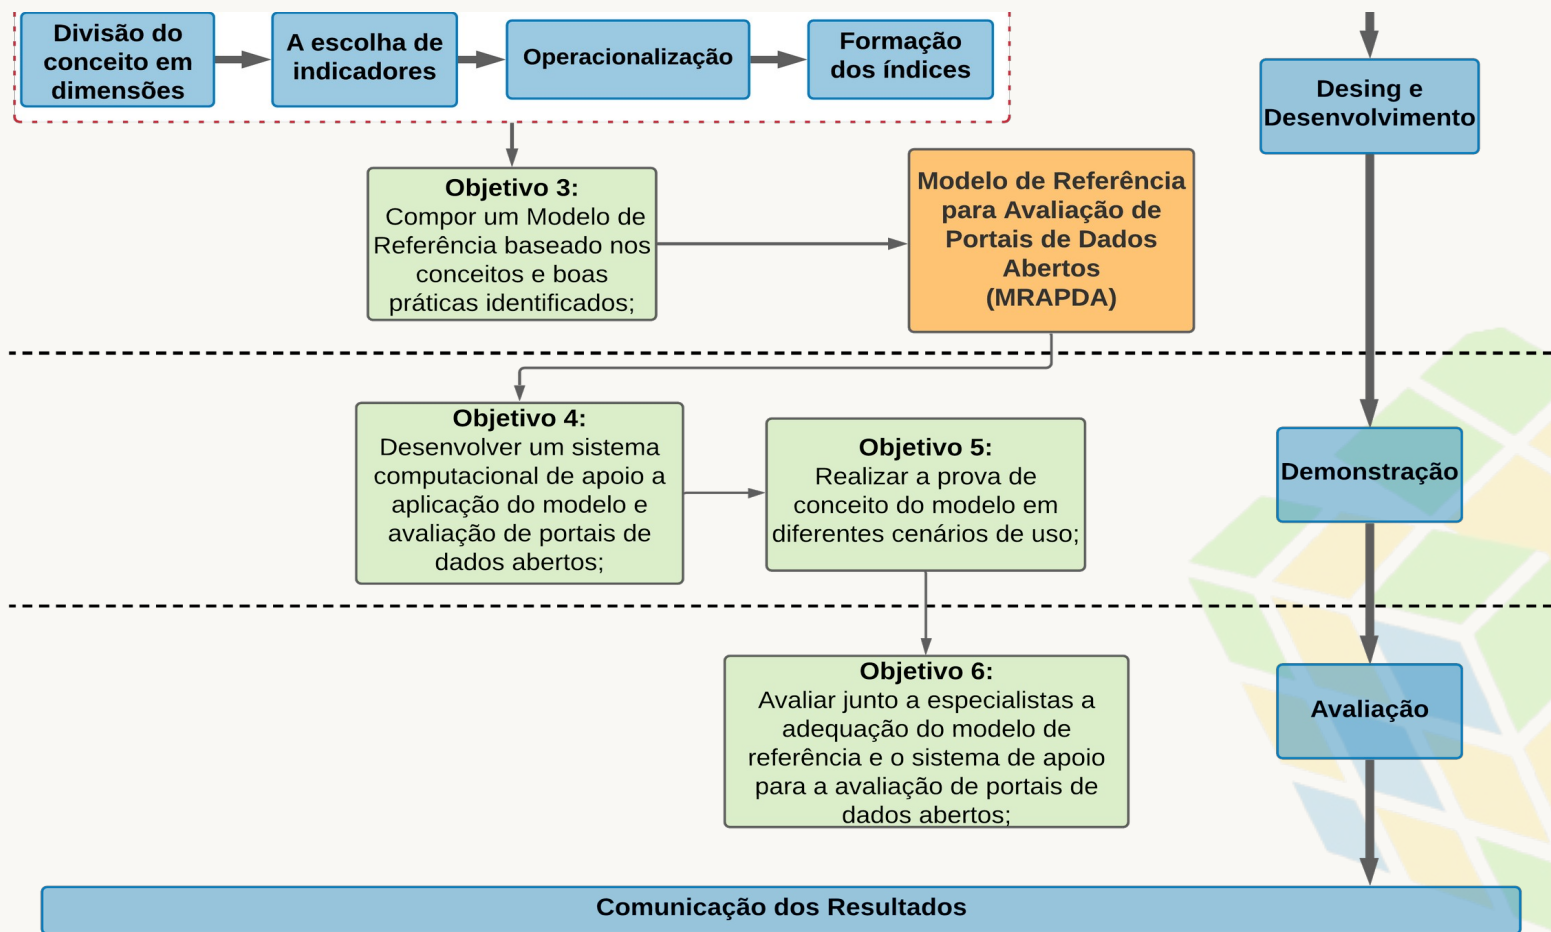 Divisão do
conceito em
dimensões
A escolha de
indicadores
Operacionalização
Formação
dos índices
Desing e
Desenvolvimento
Objetivo 3:
Compor um Modelo de
Referência baseado nos
conceitos e boas
práticas identificados;
Modelo de Referência
para Avaliação de
Portais de Dados
Abertos
(MRAPDA)
Objetivo 4:
Desenvolver um sistema
computacional de apoio a
aplicação do modelo e
avaliação de portais de
dados abertos;
Objetivo 5:
Realizar a prova de
conceito do modelo em
diferentes cenários de uso;
Demonstração
Objetivo 6:
Avaliar junto a especialistas a
adequação do modelo de
referência e o sistema de apoio
para a avaliação de portais de
dados abertos;
Avaliação
Comunicação dos Resultados